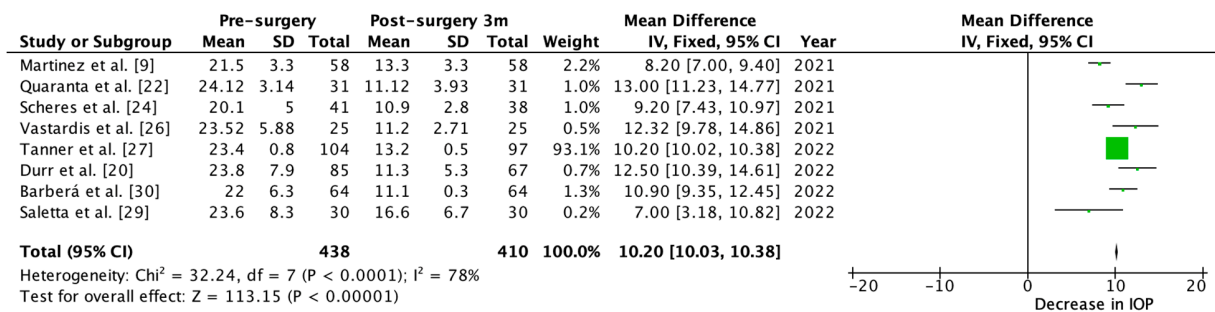 Pre-surgery Post-surgery 3m Mean Difference Mean Difference
Study or Subgroup Mean SD Total Mean SD Total Weight IV, Fixed, 95% CI Year IV, Fixed, 95% CI
Martinez et al. [9] 21.5 3.3 58 13.3 3.3 58 2.2% 8.20 [7.00, 9.40] 2021
Quaranta et al. [22] 24.12 3.14 31 11.12 3.93 31 1.0% 13.00 [11.23, 14.77] 2021
Scheres et al. [24] 20.1 5 41 10.9 2.8 38 1.0% 9.20 [7.43, 10.97] 2021
Vastardis et al. [26] 23.52 5.88 25 11.2 2.71 25 0.5% 12.32 [9.78, 14.86] 2021
Tanner et al. [27] 23.4 0.8 104 13.2 0.5 97 93.1% 10.20 [10.02, 10.38] 2022
Durr et al. [20] 23.8 7.9 85 11.3 5.3 67 0.7% 12.50 [10.39, 14.61] 2022
Barberá et al. [30] 22 6.3 64 11.1 0.3 64 1.3% 10.90 [9.35, 12.45] 2022
Saletta et al. [29] 23.6 8.3 30 16.6 6.7 30 0.2% 7.00 [3.18, 10.82] 2022
Total (95% CI) 438 410 100.0% 10.20 [10.03, 10.38]
Heterogeneity: Chi² = 32.24, df = 7 (P < 0.0001); I² = 78%
Test for overall effect: Z = 113.15 (P < 0.00001)
-20 -10 0 10 20
Decrease in IOP